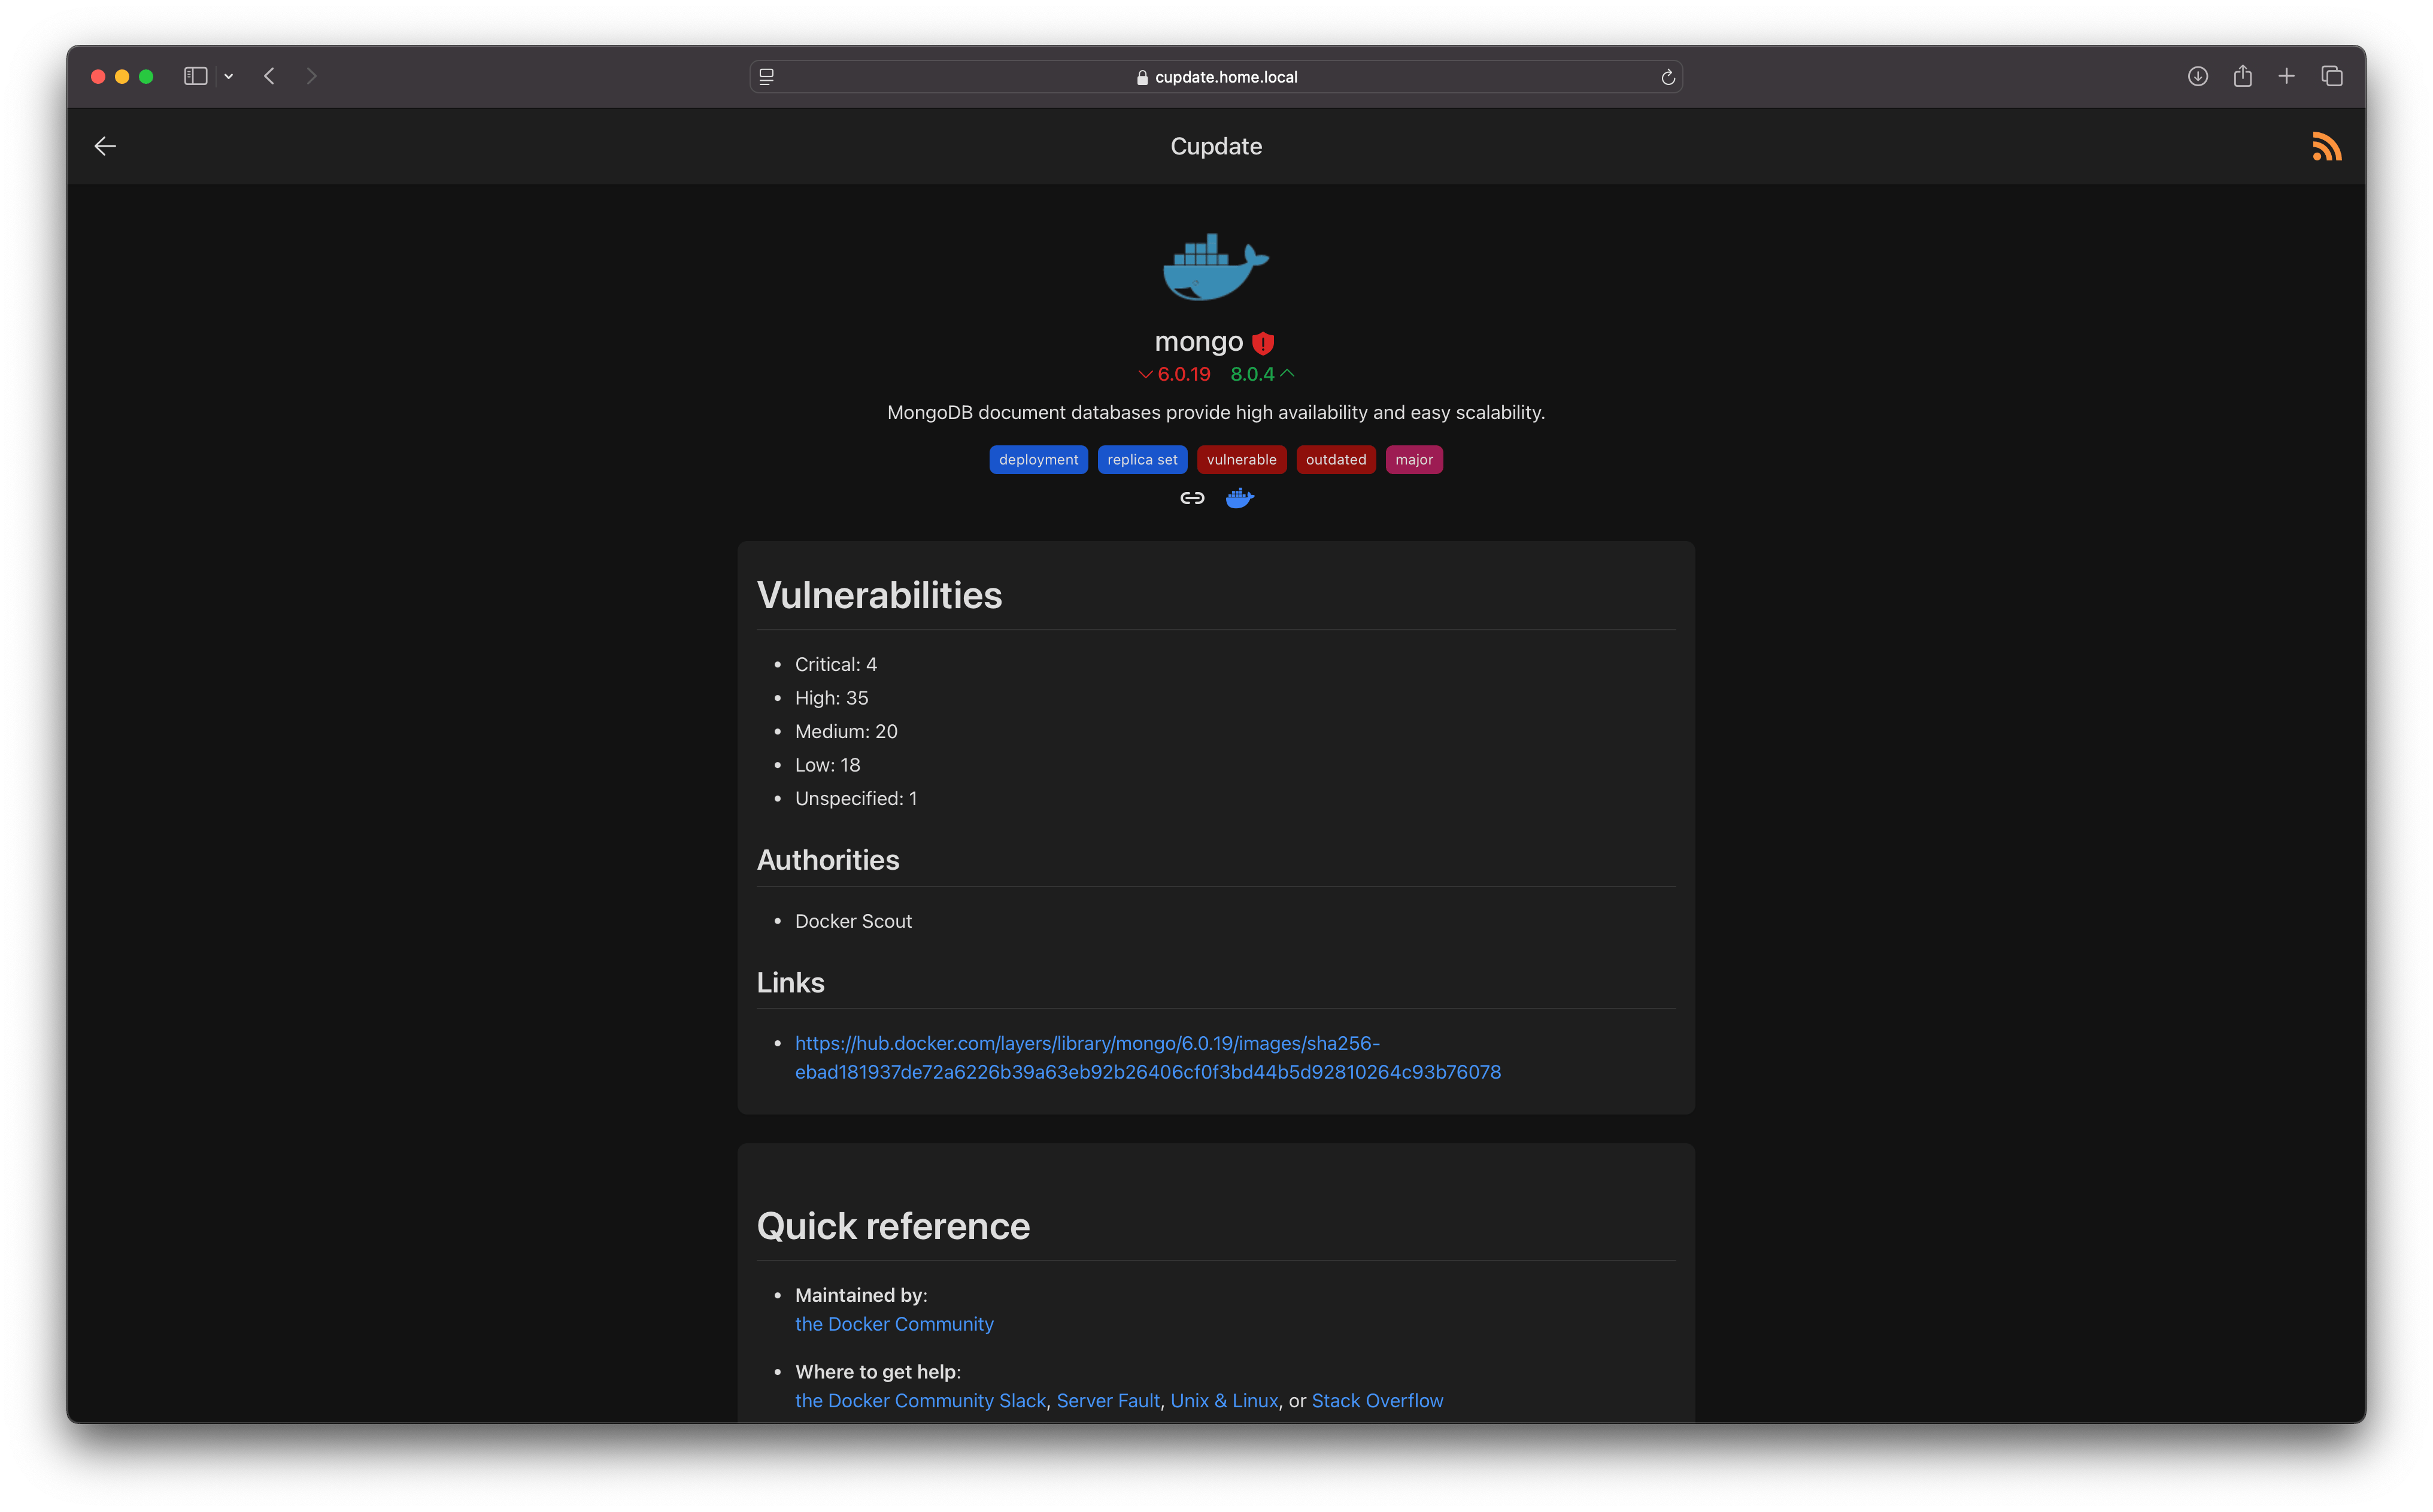 cupdate.home.local
Cupdate
mongo
6.0.19 8.0.4
MongoDB document databases provide high availability and easy scalability.
deployment replica set vulnerable outdated major
Vulnerabilities
Critical: 4
High: 35
Medium: 20
Low: 18
Unspecified: 1
Authorities
Docker Scout
Links
https://hub.docker.com/layers/library/mongo/6.0.19/images/sha256-
ebad181937de72a6226b39a63eb92b26406cf0f3bd44b5d92810264c93b76078
Quick reference
Maintained by:
the Docker Community
Where to get help:
the Docker Community Slack, Server Fault, Unix & Linux, or Stack Overflow